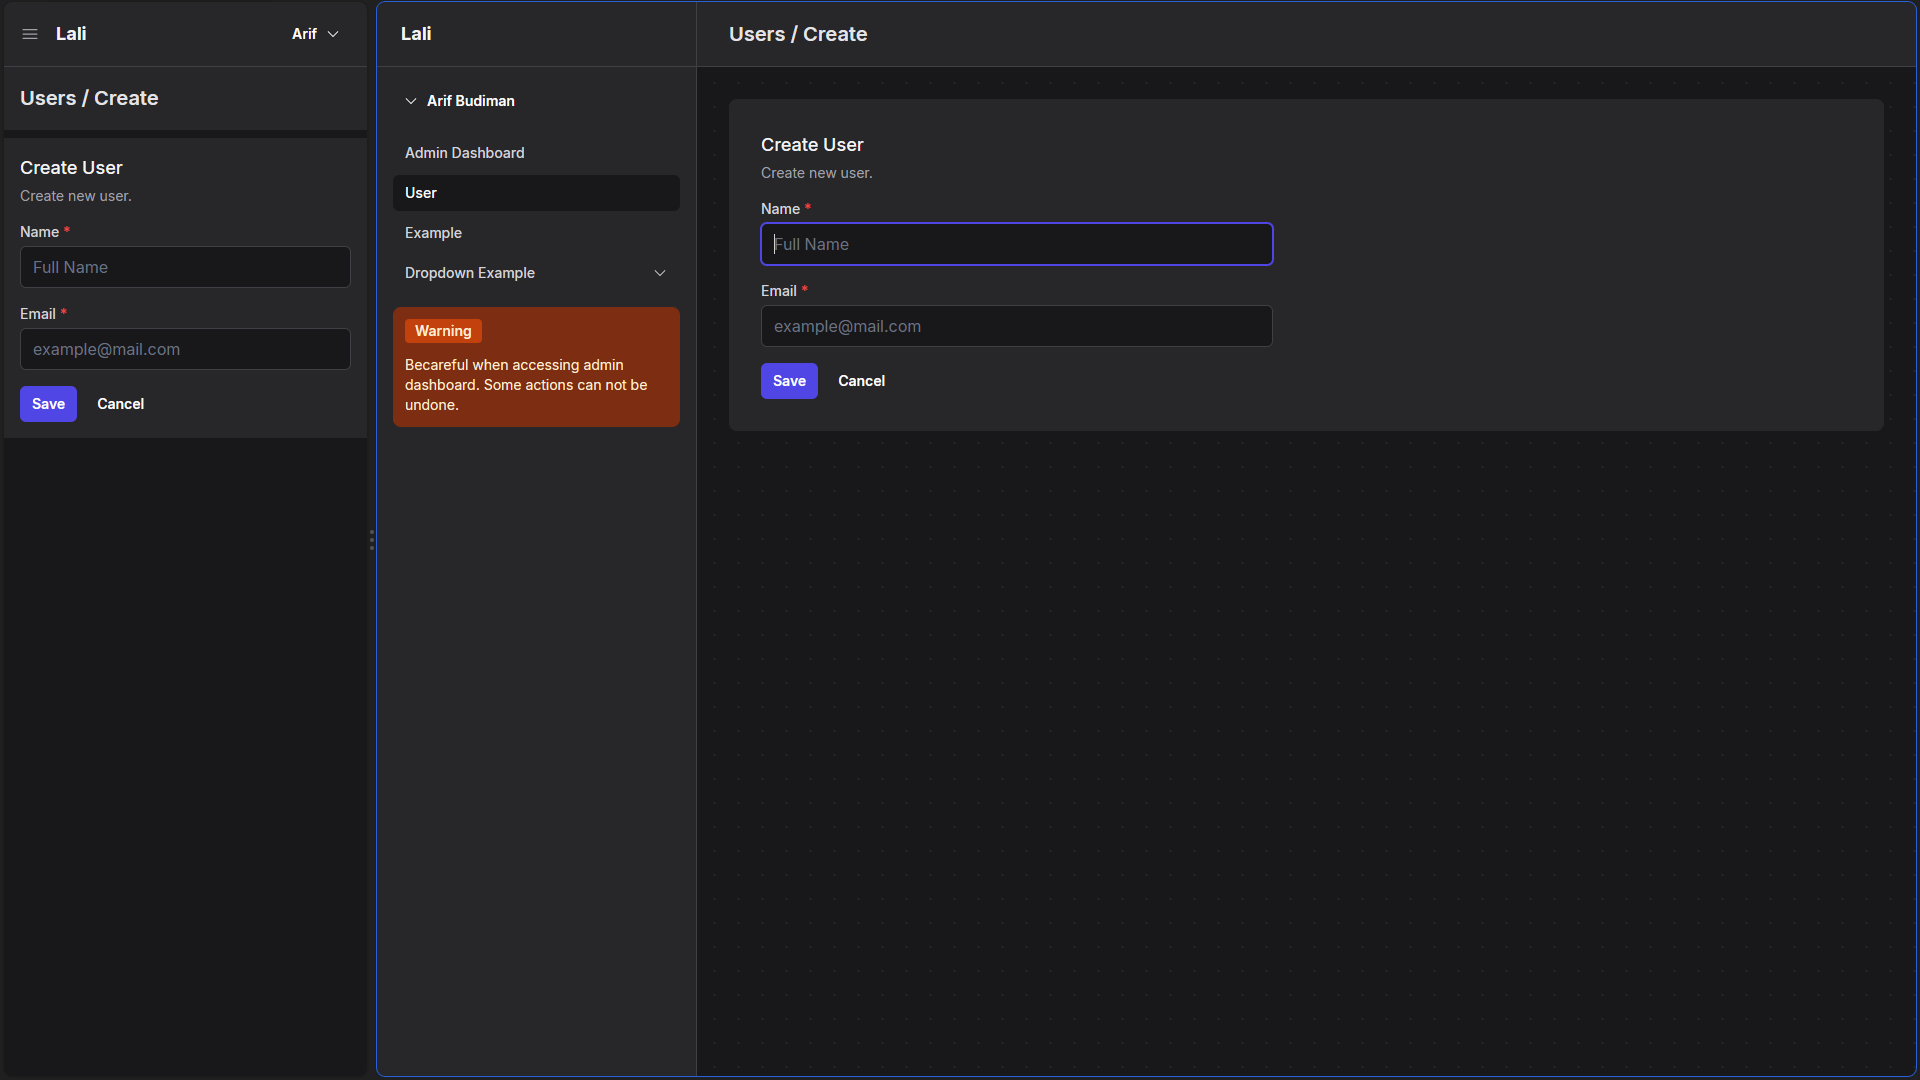 Lali
Arif
Users / Create
Create User
Create new user.
Name *
Full Name
Email *
example@mail.com
Save
Cancel
Lali
Arif Budiman
Admin Dashboard
User
Example
Dropdown Example
Warning
Becareful when accessing admin
dashboard. Some actions can not be
undone.
Users / Create
Create User
Create new user.
Name *
Full Name
Email *
example@mail.com
Save
Cancel